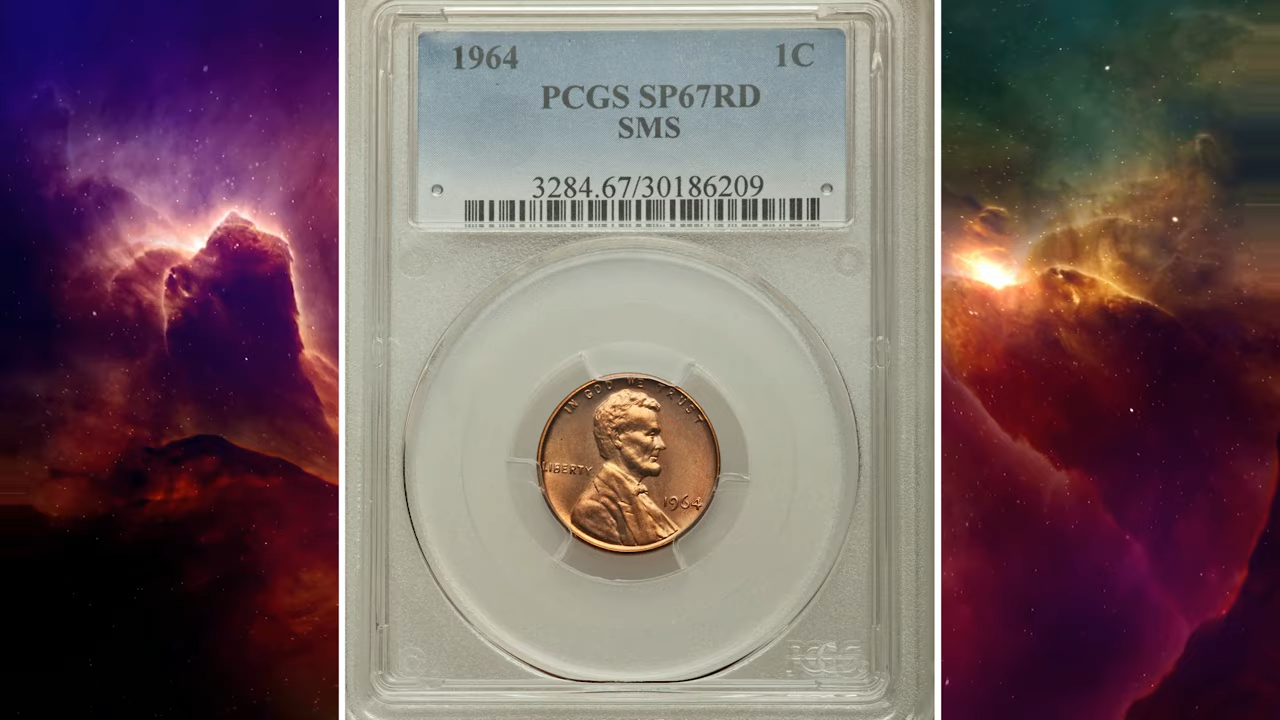 1964 1C
PCGS SP67RD
SMS
3284.67/30186209
IN GOD WE TRUST
LIBERTY
1964
PCGS